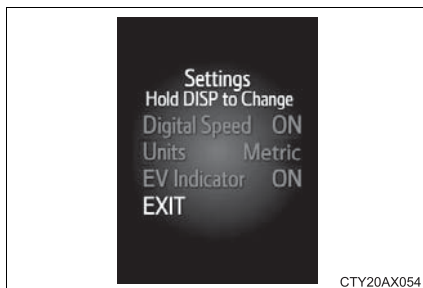 Settings
Hold DISP to Change
Digital Speed ON
Units Metric
EV Indicator ON
EXIT
CTY20AX054